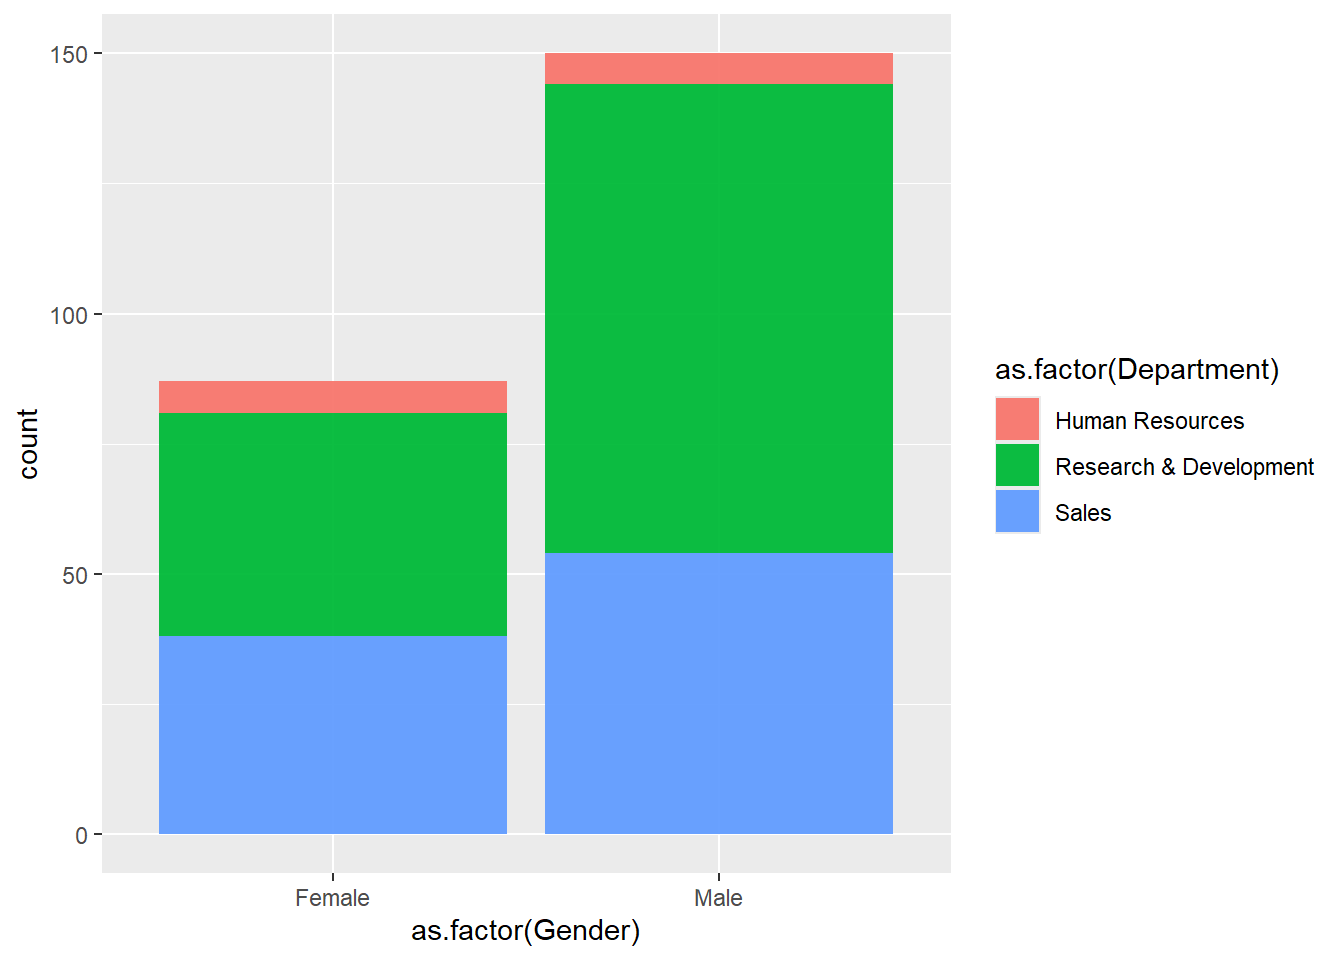 150
100
50
0
count
Female
Male
as.factor(Gender)
as.factor(Department)
Human Resources
Research & Development
Sales